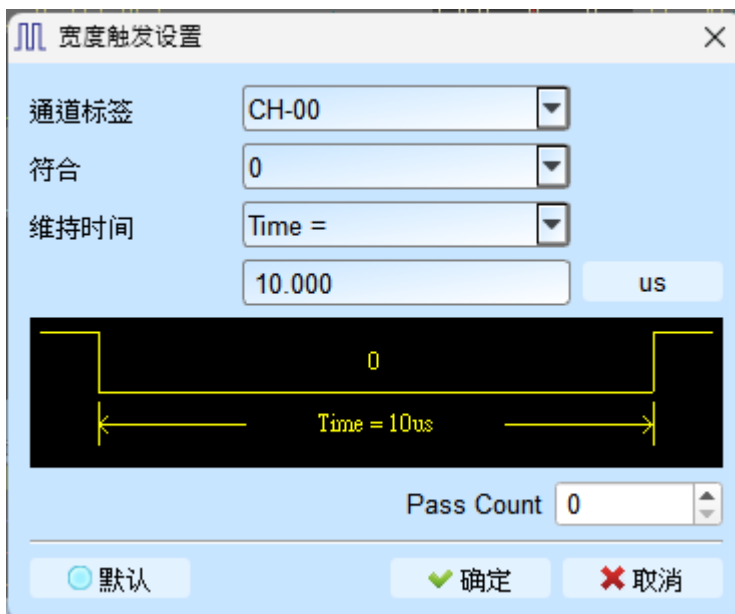 宽度触发设置
通道标签 CH-00
符合 0
维持时间 Time =
10.000 us
0
Time = 10us
Pass Count 0
默认 确定 取消